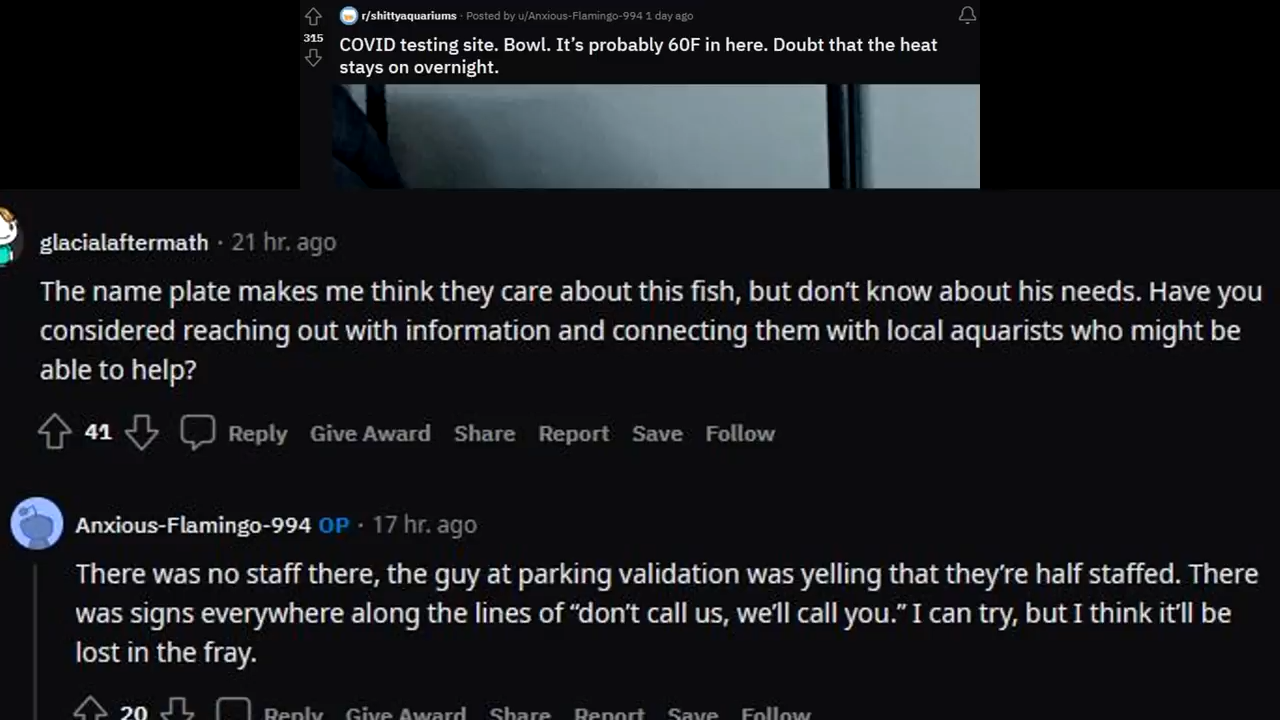 r/shittyaquariums · Posted by u/Anxious-Flamingo-994 1 day ago
315
COVID testing site. Bowl. It’s probably 60F in here. Doubt that the heat
stays on overnight.
glacialaftermath · 21 hr. ago
The name plate makes me think they care about this fish, but don’t know about his needs. Have you
considered reaching out with information and connecting them with local aquarists who might be
able to help?
41 Reply Give Award Share Report Save Follow
Anxious-Flamingo-994 OP · 17 hr. ago
There was no staff there, the guy at parking validation was yelling that they’re half staffed. There
was signs everywhere along the lines of “don’t call us, we’ll call you.” I can try, but I think it’ll be
lost in the fray.
20 Reply Give Award Share Report Save Follow